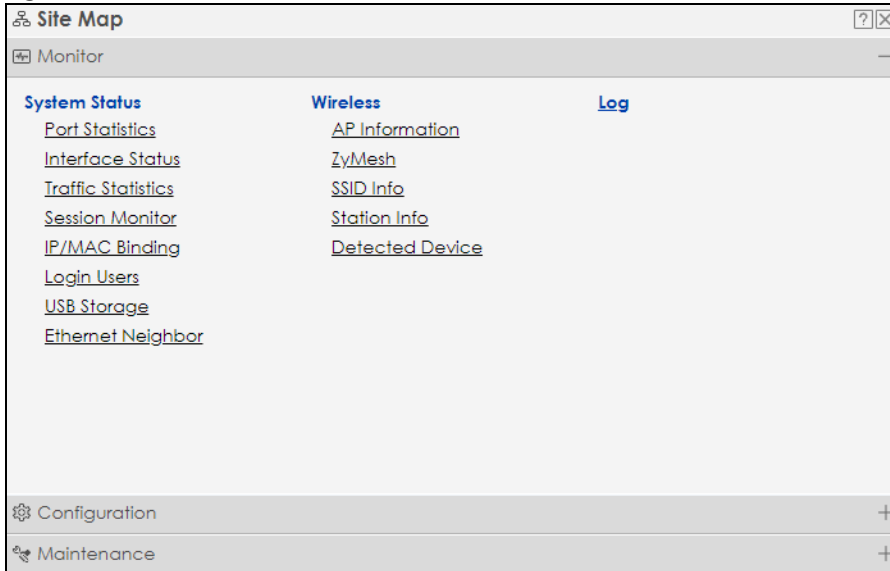 Site Map
?
Monitor
System Status
Port Statistics
Interface Status
Traffic Statistics
Session Monitor
IP/MAC Binding
Login Users
USB Storage
Ethernet Neighbor
Wireless
AP Information
ZyMesh
SSID Info
Station Info
Detected Device
Log
Configuration
Maintenance